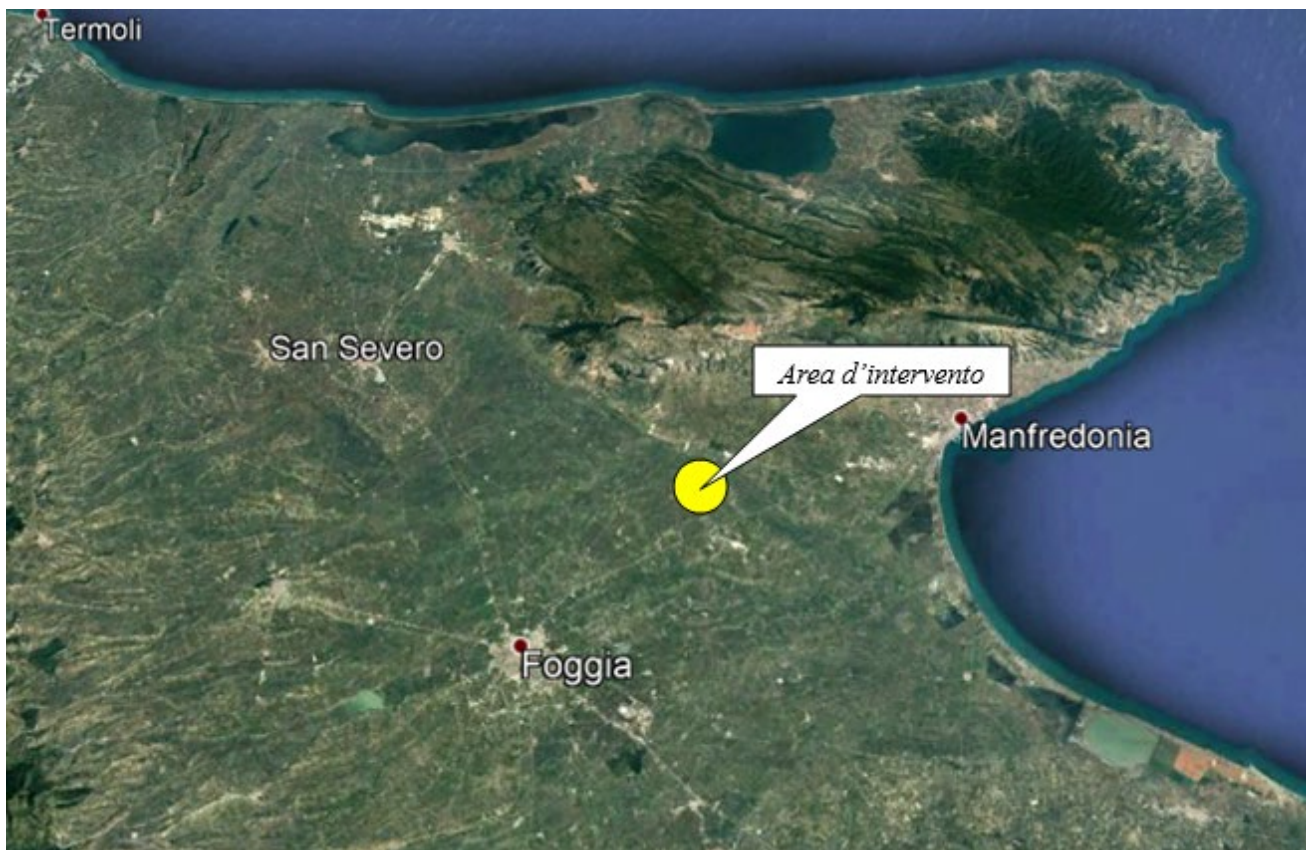 Termoli
San Severo
Area d'intervento
Manfredonia
Foggia